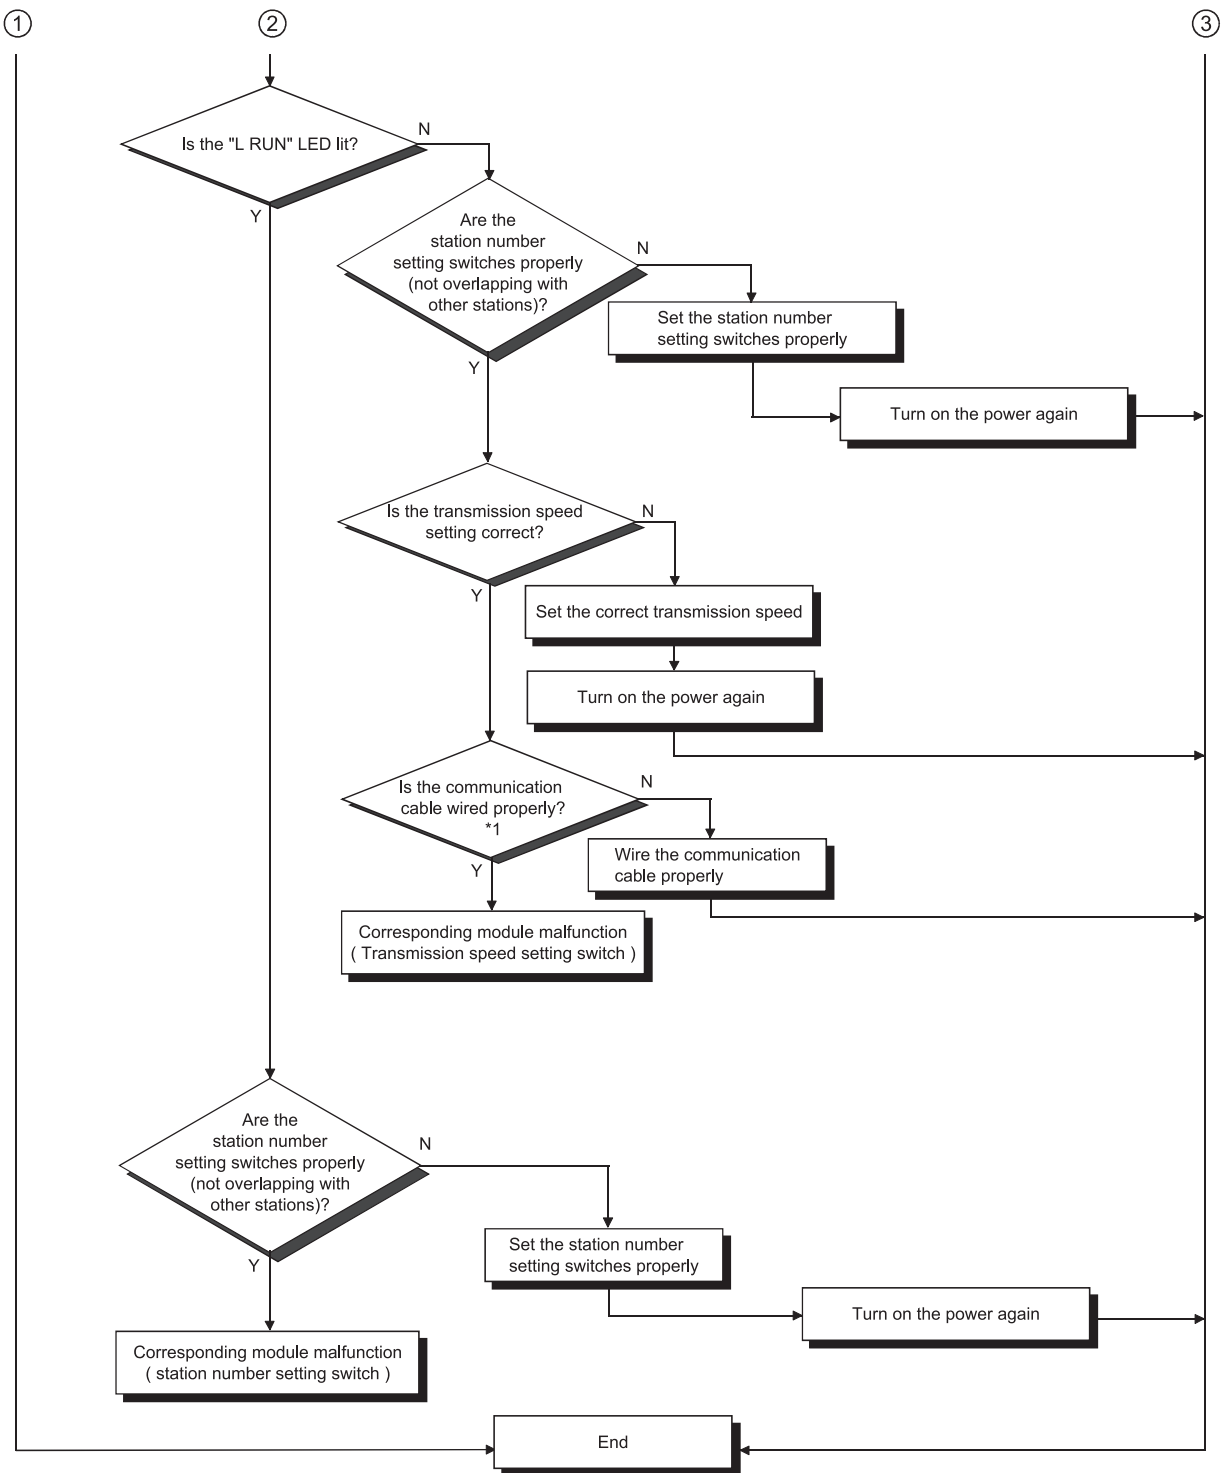 ① ② ③
Is the "L RUN" LED lit?
N
Y
Are the
station number
setting switches properly
(not overlapping with
other stations)?
N
Set the station number
setting switches properly
Y
Turn on the power again
Is the transmission speed
setting correct?
N
Y
Set the correct transmission speed
Turn on the power again
Is the communication
cable wired properly?
*1
N
Y
Wire the communication
cable properly
Corresponding module malfunction
( Transmission speed setting switch )
Are the
station number
setting switches properly
(not overlapping with
other stations)?
N
Y
Set the station number
setting switches properly
Turn on the power again
Corresponding module malfunction
( station number setting switch )
End